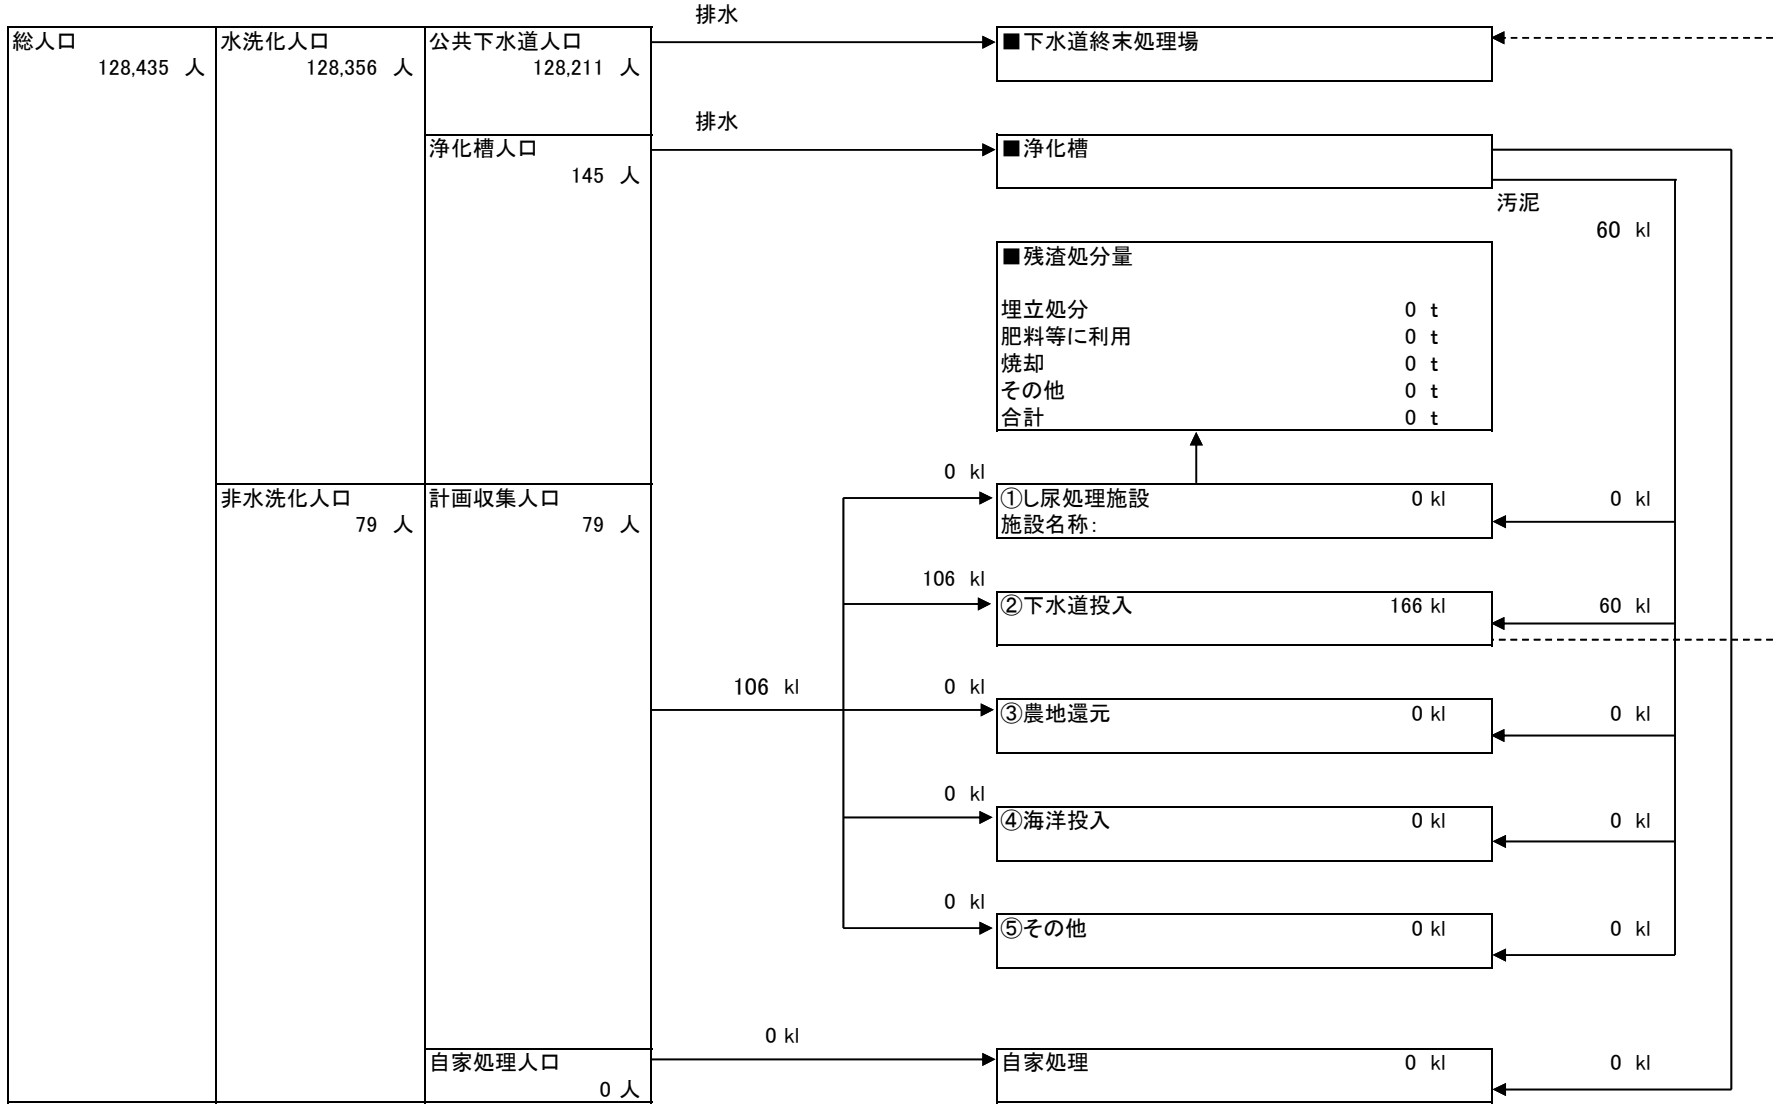 排水
総人口
128,435 人
水洗化人口
128,356 人
公共下水道人口
128,211 人
■下水道終末処理場
排水
浄化槽人口
145 人
■浄化槽
汚泥
60 kl
■残渣処分量
埋立処分 0 t
肥料等に利用 0 t
焼却 0 t
その他 0 t
合計 0 t
非水洗化人口
79 人
計画収集人口
79 人
0 kl
①し尿処理施設 0 kl
施設名称:
0 kl
106 kl
②下水道投入 166 kl
60 kl
106 kl
0 kl
③農地還元 0 kl
0 kl
0 kl
④海洋投入 0 kl
0 kl
0 kl
⑤その他 0 kl
0 kl
0 kl
自家処理人口
0 人
自家処理 0 kl
0 kl